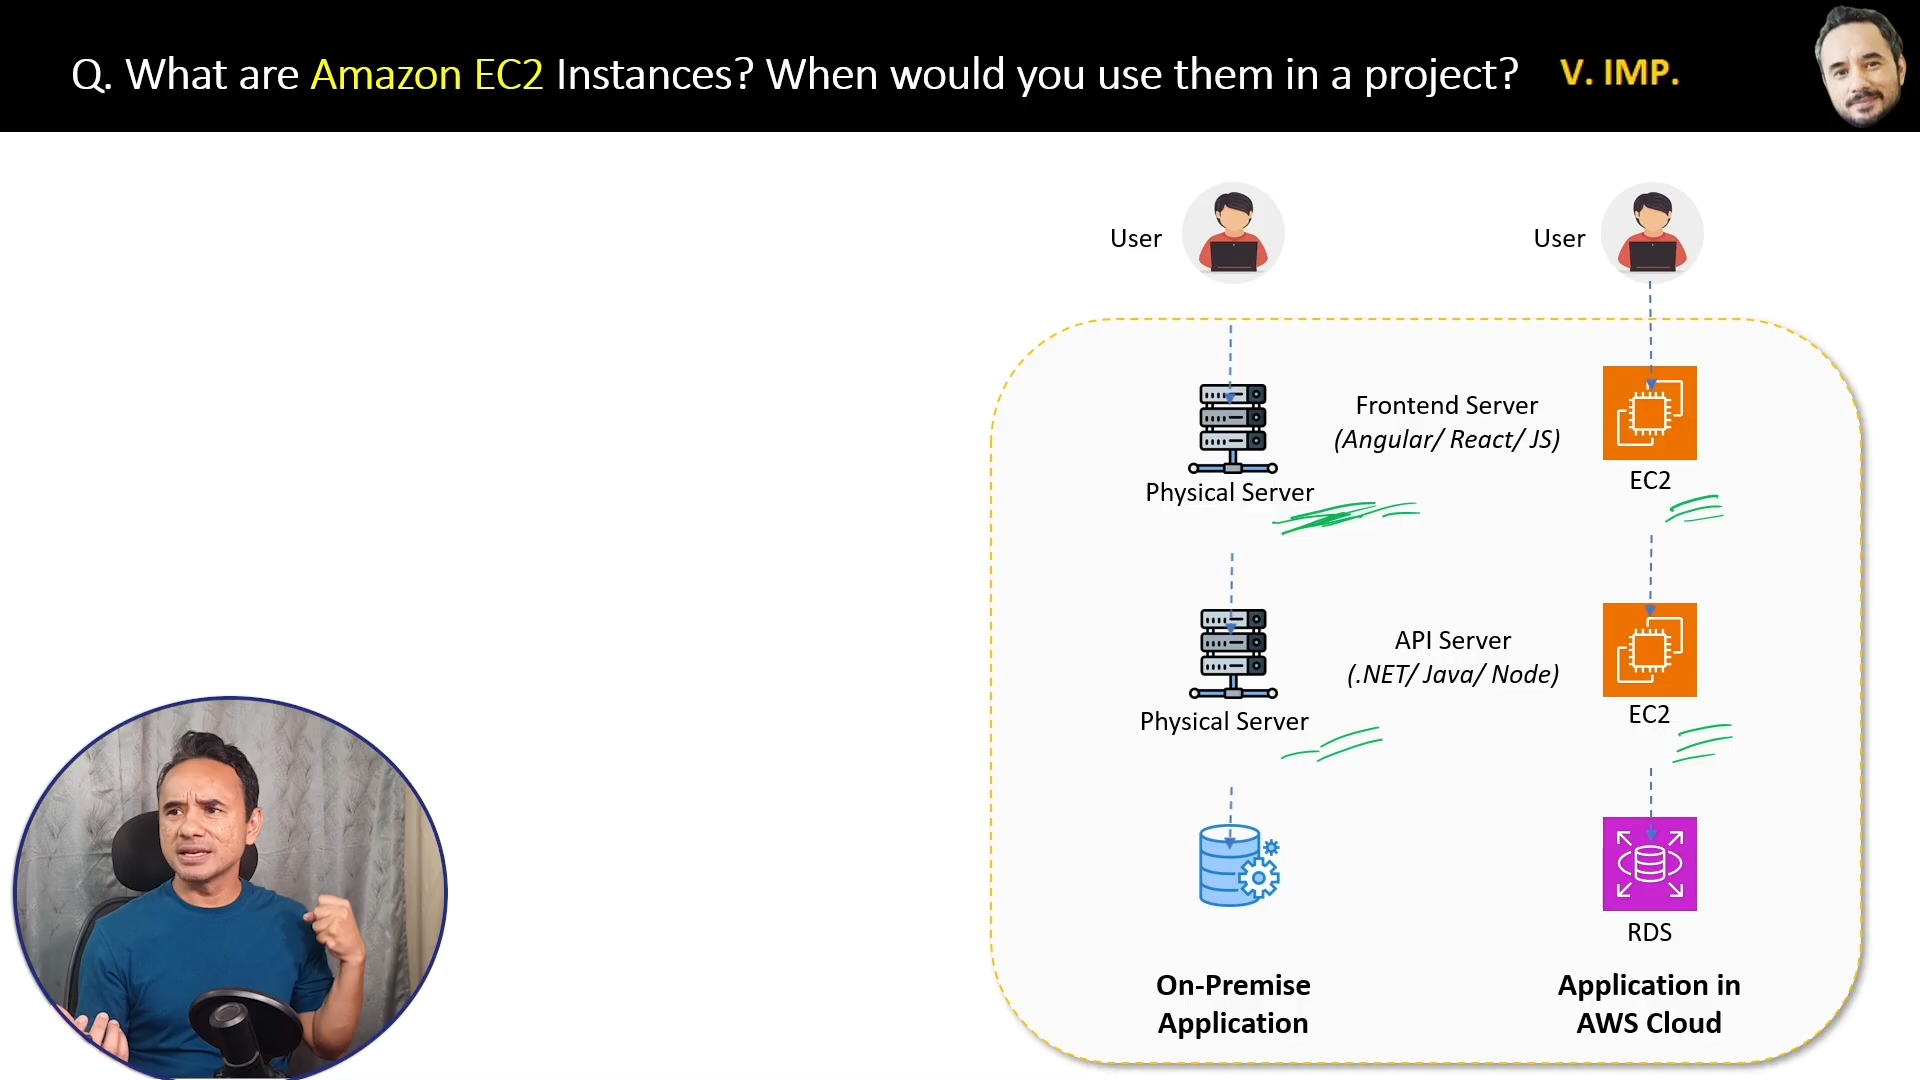 Q. What are Amazon EC2 Instances? When would you use them in a project? V. IMP.
User
User
Frontend Server
(Angular/ React/ JS)
Physical Server
EC2
API Server
(.NET/ Java/ Node)
Physical Server
EC2
RDS
On-Premise
Application
Application in
AWS Cloud